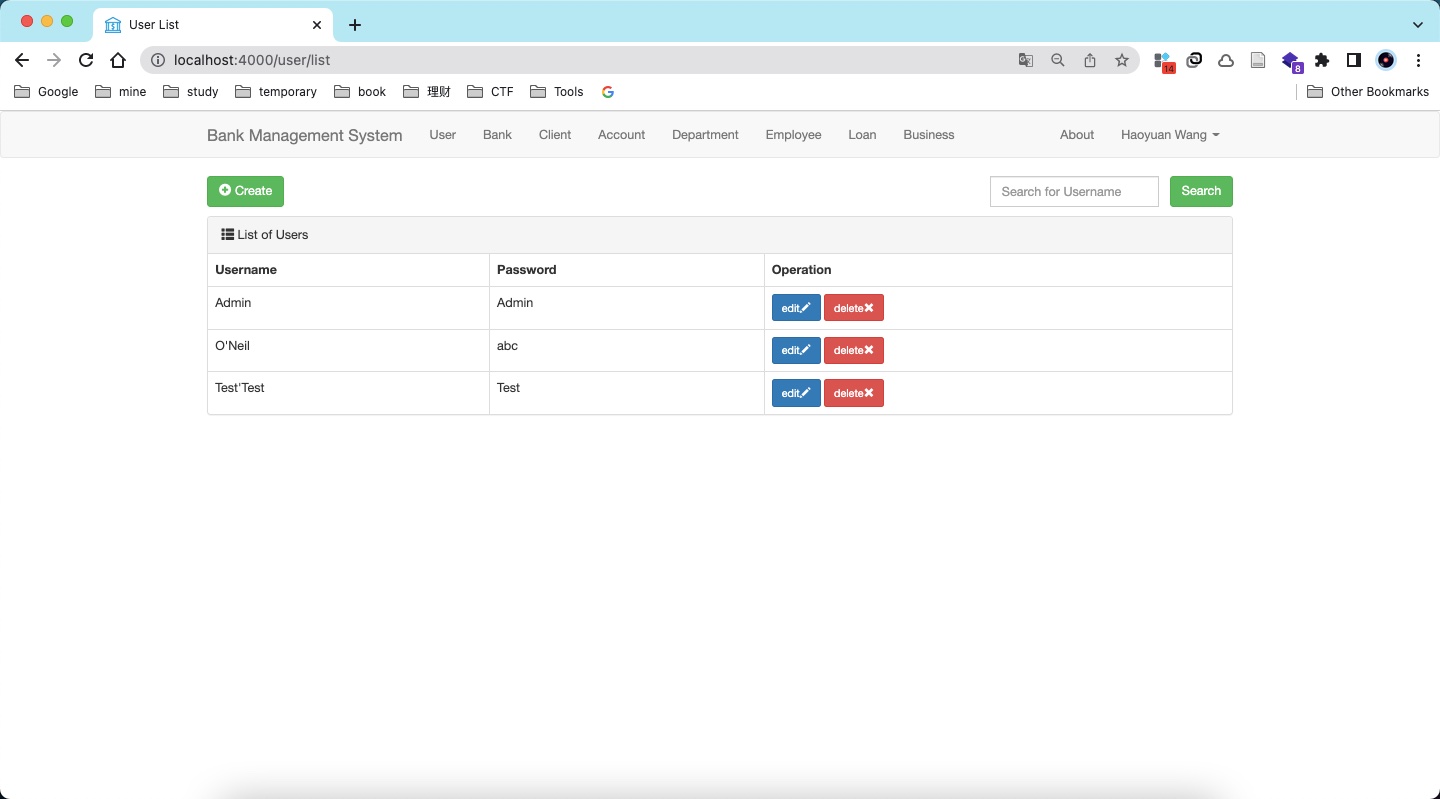 User List
localhost:4000/user/list
14
8
Google mine study temporary book 理财 CTF Tools Other Bookmarks
Bank Management System User Bank Client Account Department Employee Loan Business About Haoyuan Wang
Create Search for Username Search
List of Users
Username Password Operation
Admin Admin edit delete
O'Neil abc edit delete
Test'Test Test edit delete